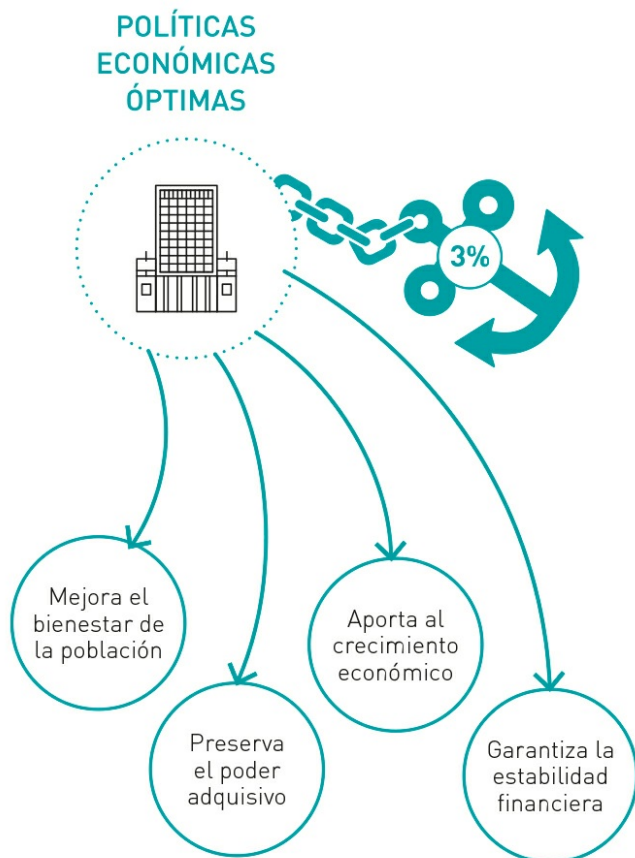 POLÍTICAS
ECONÓMICAS
ÓPTIMAS
3%
Mejora el
bienestar de
la población
Preserva
el poder
adquisivo
Aporta al
crecimiento
económico
Garantiza la
estabilidad
financiera